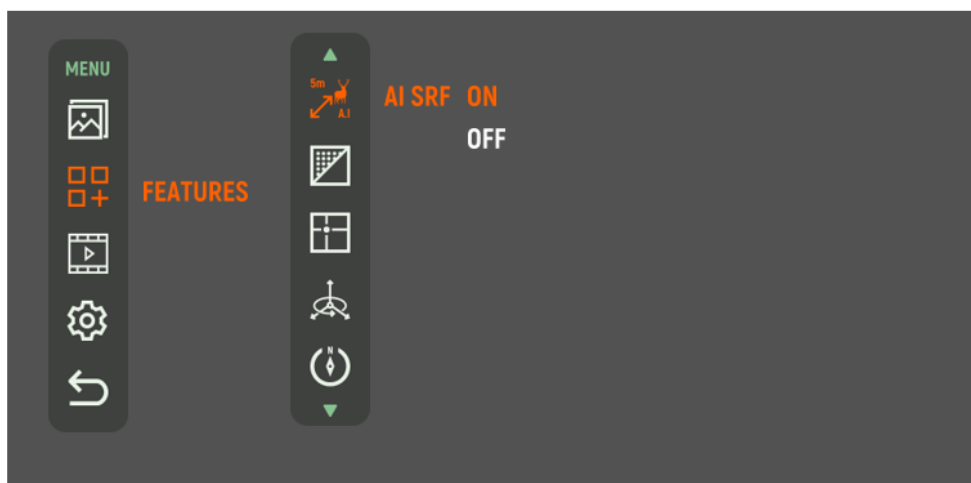 MENU
FEATURES
5m
A.I
AI SRF ON
OFF
N